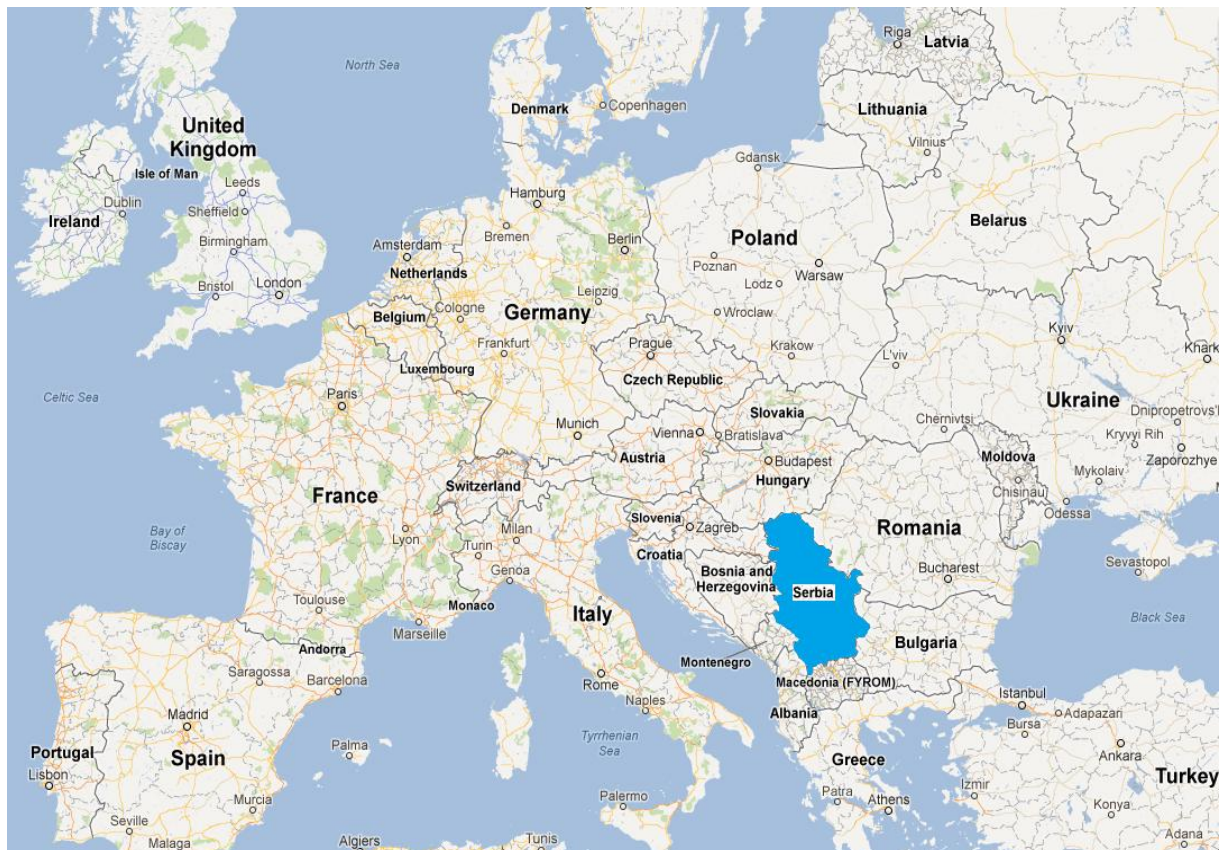 Riga
Latvia
North Sea
Denmark
Copenhagen
Lithuania
Vilnius
United
Kingdom
Isle of Man
Leeds
Dublin
Sheffield
Ireland
Birmingham
Bristol
London
Gdansk
Hamburg
Bremen
Belarus
Amsterdam
Netherlands
Berlin
Poland
Poznan
Warsaw
Lodz
Leipzig
Belgium
Cologne
Germany
Wroclaw
Kyiv
Frankfurt
Prague
Krakow
L'viv
Khark
Luxembourg
Czech Republic
Celtic Sea
Paris
Slovakia
Ukraine
Chernivtsi
Dnipropetrovs'l
Munich
Vienna
Bratislava
Kryvyi Rih
Moldova
Zaporozhye
Austria
Budapest
Hungary
Mykolaiv
Chisinau
Switzerland
France
Odessa
Slovenia
Zagreb
Bay of
Biscay
Lyon
Milan
Turin
Romania
Croatia
Genoa
Bosnia and
Herzegovina
Serbia
Bucharest
Sevastopol
Toulouse
Monaco
Italy
Marseille
Black Sea
Andorra
Bulgaria
Montenegro
Saragossa
Barcelona
Rome
Macedonia (FYROM)
Naples
Istanbul
Adapazari
Bursa
Albania
Madrid
Tyrrhenian
Sea
Palma
Portugal
Spain
Lisbon
Greece
Ankara
Turkey
Izmir
Patra
Athens
Palermo
Murcia
Konya
Seville
Malaga
Algiers
Tunis
Adana